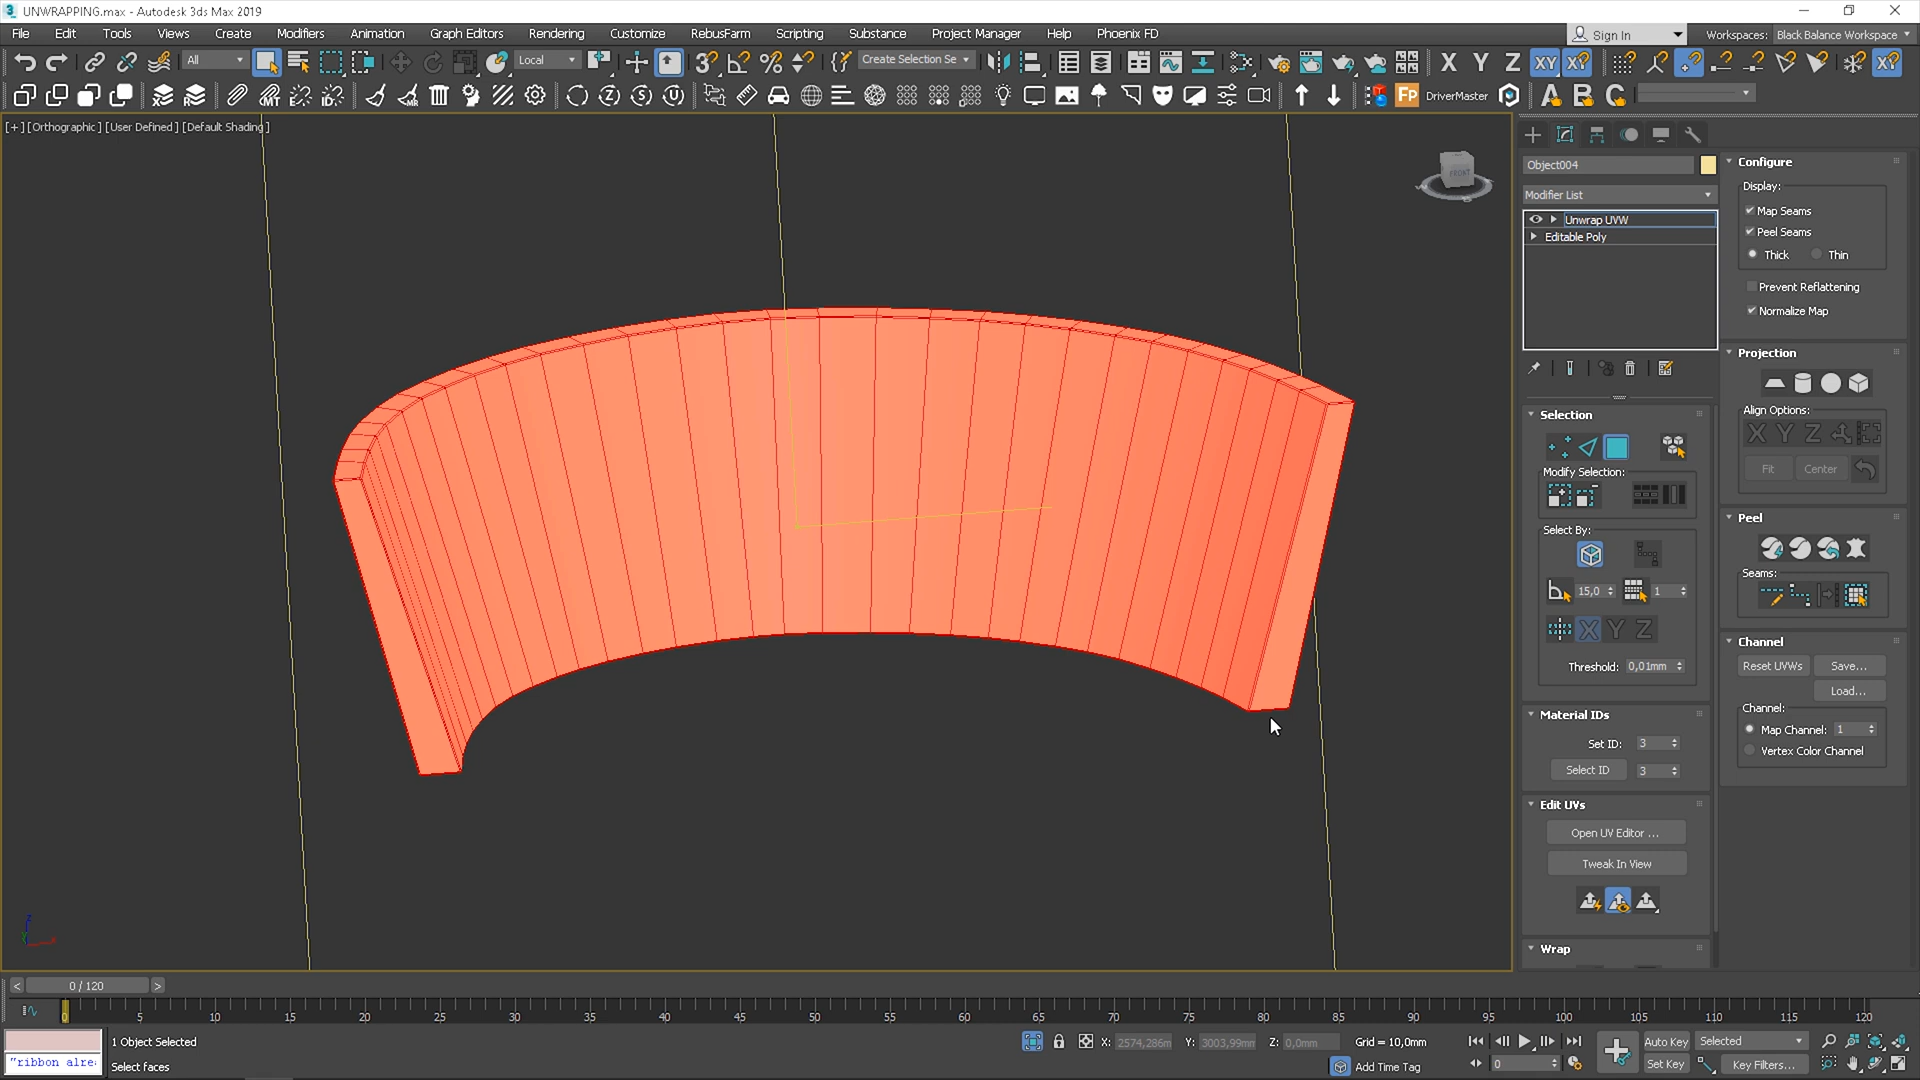 UNWRAPPING.max - Autodesk 3ds Max 2019
File Edit Tools Views Create Modifiers Animation Graph Editors Rendering Customize RebusFarm Scripting Substance Project Manager Help Phoenix FD
Sign In Workspaces: Black Balance Workspace
All Local Create Selection Se X Y Z XY
FP DriverMaster A B C
[+] [Orthographic] [User Defined] [Default Shading]
FRONT
Object004
Modifier List
Unwrap UVW
Editable Poly
Selection
Modify Selection:
Select By:
15,0 1
X Y Z
Threshold: 0,01mm
Material IDs
Set ID: 3
Select ID 3
Edit UVs
Open UV Editor ...
Tweak In View
Wrap
Configure
Display:
Map Seams
Peel Seams
Thick Thin
Prevent Reflattening
Normalize Map
Projection
Align Options:
X Y Z
Fit Center
Peel
Seams:
Channel
Reset UVWs Save...
Load...
Channel:
Map Channel: 1
Vertex Color Channel
< 0 / 120 >
0 5 10 15 20 25 30 35 40 45 50 55 60 65 70 75 80 85 90 95 100 105 110 115 120
1 Object Selected
X: 2574,286m Y: 3003,99mm Z: 0,0mm Grid = 10,0mm
Auto Key Selected
"ribbon alre
Select faces
Add Time Tag
0
Set Key Key Filters...